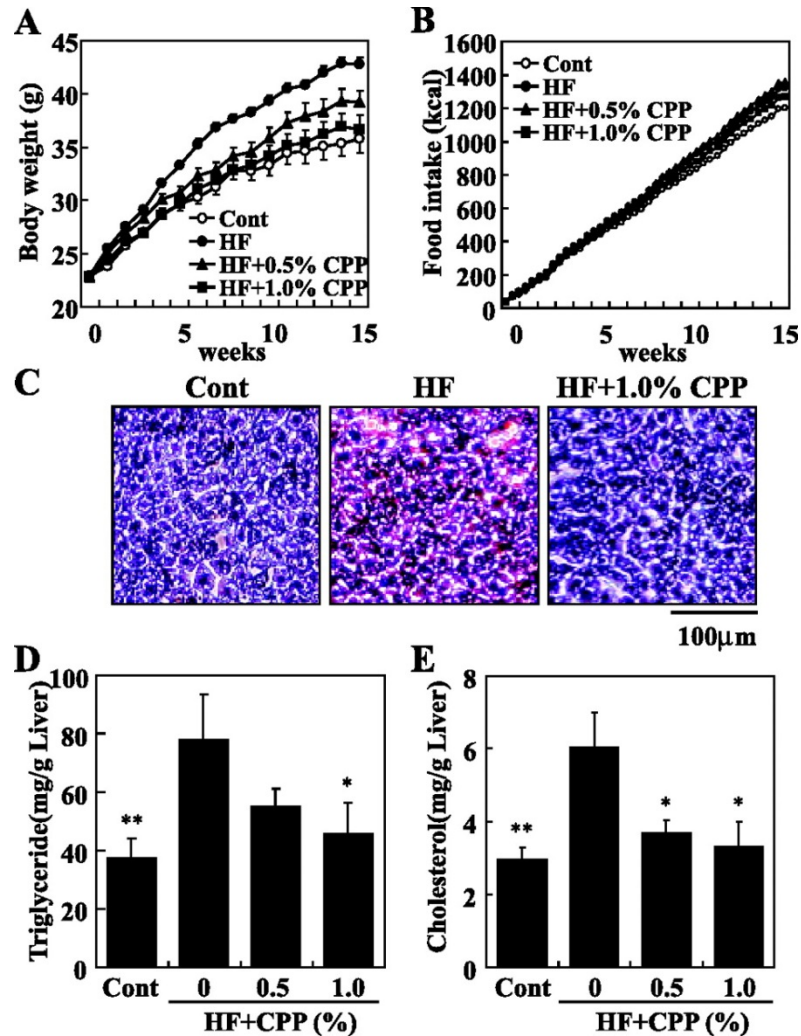 A
Body weight (g)
45
40
35
30
25
20
Cont
HF
HF+0.5% CPP
HF+1.0% CPP
0 5 10 15
weeks
B
Food intake (kcal)
1600
1400
1200
1000
800
600
400
200
0
Cont
HF
HF+0.5% CPP
HF+1.0% CPP
0 5 10 15
weeks
C
Cont HF HF+1.0% CPP
100μm
D
Triglyceride(mg/g Liver)
100
80
60
40
20
0
** *
Cont 0 0.5 1.0
HF+CPP (%)
E
Cholesterol(mg/g Liver)
8
6
4
2
0
** * *
Cont 0 0.5 1.0
HF+CPP (%)